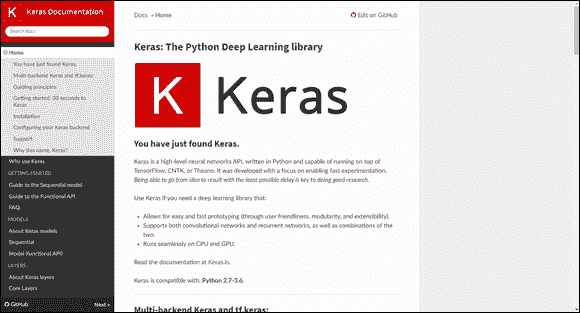 K Keras Documentation
Search docs
Home
You have just found Keras.
Multi-backend Keras and tf.keras:
Guiding principles
Getting started: 30 seconds to
Keras
Installation
Configuring your Keras backend
Support
Why this name, Keras?
Why use Keras
GETTING STARTED
Guide to the Sequential model
Guide to the Functional API
FAQ
MODELS
About Keras models
Sequential
Model (functional API)
LAYERS
About Keras layers
Core Layers
GitHub
Next »
Docs » Home
Edit on GitHub
Keras: The Python Deep Learning library
K Keras
You have just found Keras.
Keras is a high-level neural networks API, written in Python and capable of running on top of
TensorFlow, CNTK, or Theano. It was developed with a focus on enabling fast experimentation.
Being able to go from idea to result with the least possible delay is key to doing good research.
Use Keras if you need a deep learning library that:
• Allows for easy and fast prototyping (through user friendliness, modularity, and extensibility).
• Supports both convolutional networks and recurrent networks, as well as combinations of the
two.
• Runs seamlessly on CPU and GPU.
Read the documentation at Keras.io.
Keras is compatible with: Python 2.7-3.6.
Multi-backend Keras and tf.keras: